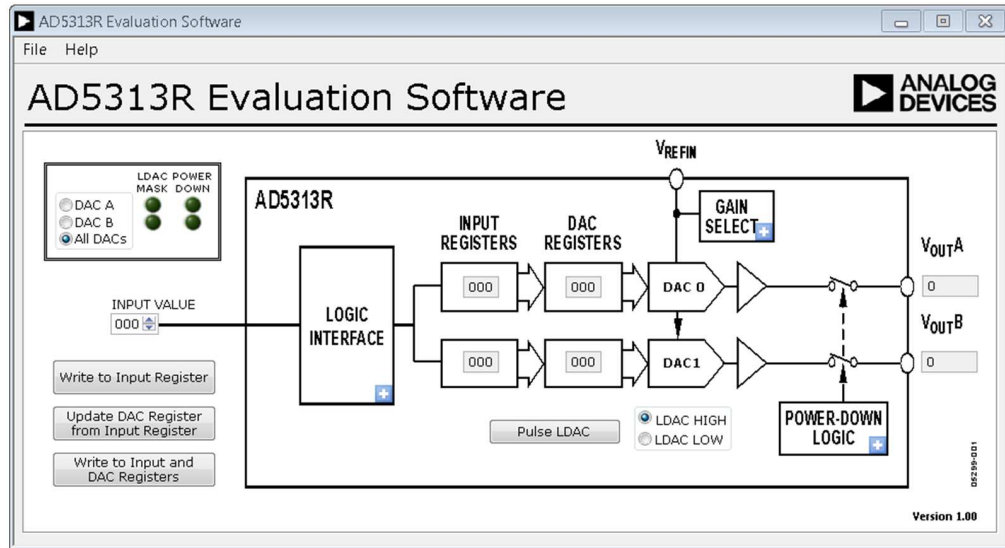 AD5313R Evaluation Software
File Help
AD5313R Evaluation Software
ANALOG
DEVICES
LDAC POWER
MASK DOWN
DAC A
DAC B
All DACs
INPUT VALUE
000
Write to Input Register
Update DAC Register
from Input Register
Write to Input and
DAC Registers
AD5313R
LOGIC
INTERFACE
INPUT
REGISTERS
DAC
REGISTERS
VREFIN
GAIN
SELECT
000
000
DAC 0
000
000
DAC 1
Pulse LDAC
LDAC HIGH
LDAC LOW
POWER-DOWN
LOGIC
VOUTA
0
VOUTB
0
05299-001
Version 1.00